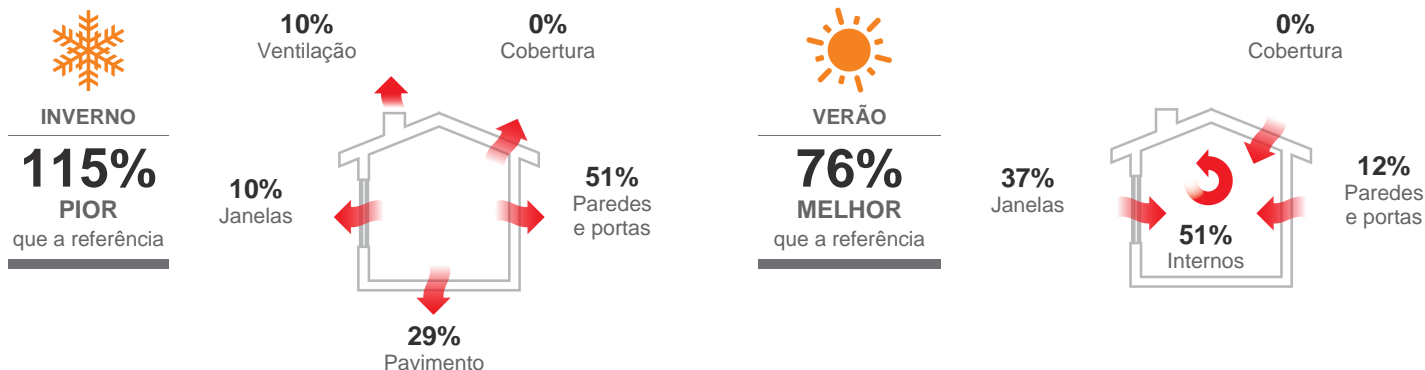 INVERNO
115%
PIOR
que a referência
10%
Ventilação
0%
Cobertura
10%
Janelas
51%
Paredes
e portas
29%
Pavimento
VERÃO
76%
MELHOR
que a referência
0%
Cobertura
37%
Janelas
12%
Paredes
e portas
51%
Internos